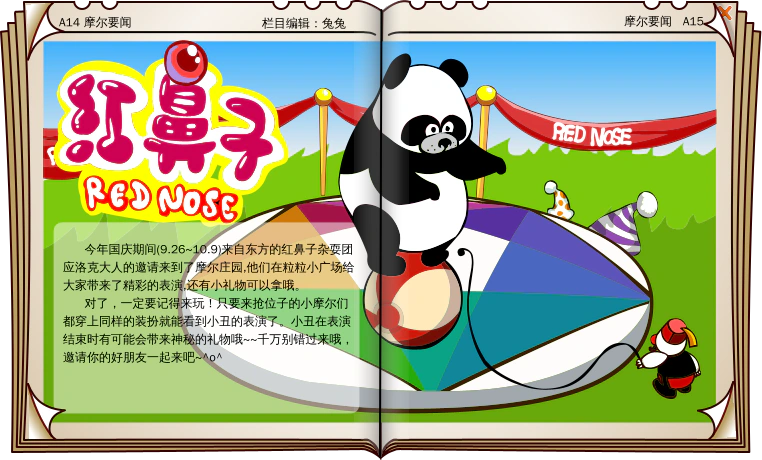 A14 摩尔要闻
栏目编辑：兔兔
摩尔要闻 A15
红鼻子
RED NOSE
RED NOSE
今年国庆期间(9.26~10.9)来自东方的红鼻子杂耍团
应洛克大人的邀请来到了摩尔庄园,他们在粒粒小广场给
大家带来了精彩的表演,还有小礼物可以拿哦。
对了，一定要记得来玩！只要来抢位子的小摩尔们
都穿上同样的装扮就能看到小丑的表演了。小丑在表演
结束时有可能会带来神秘的礼物哦~~千万别错过来哦，
邀请你的好朋友一起来吧~^o^